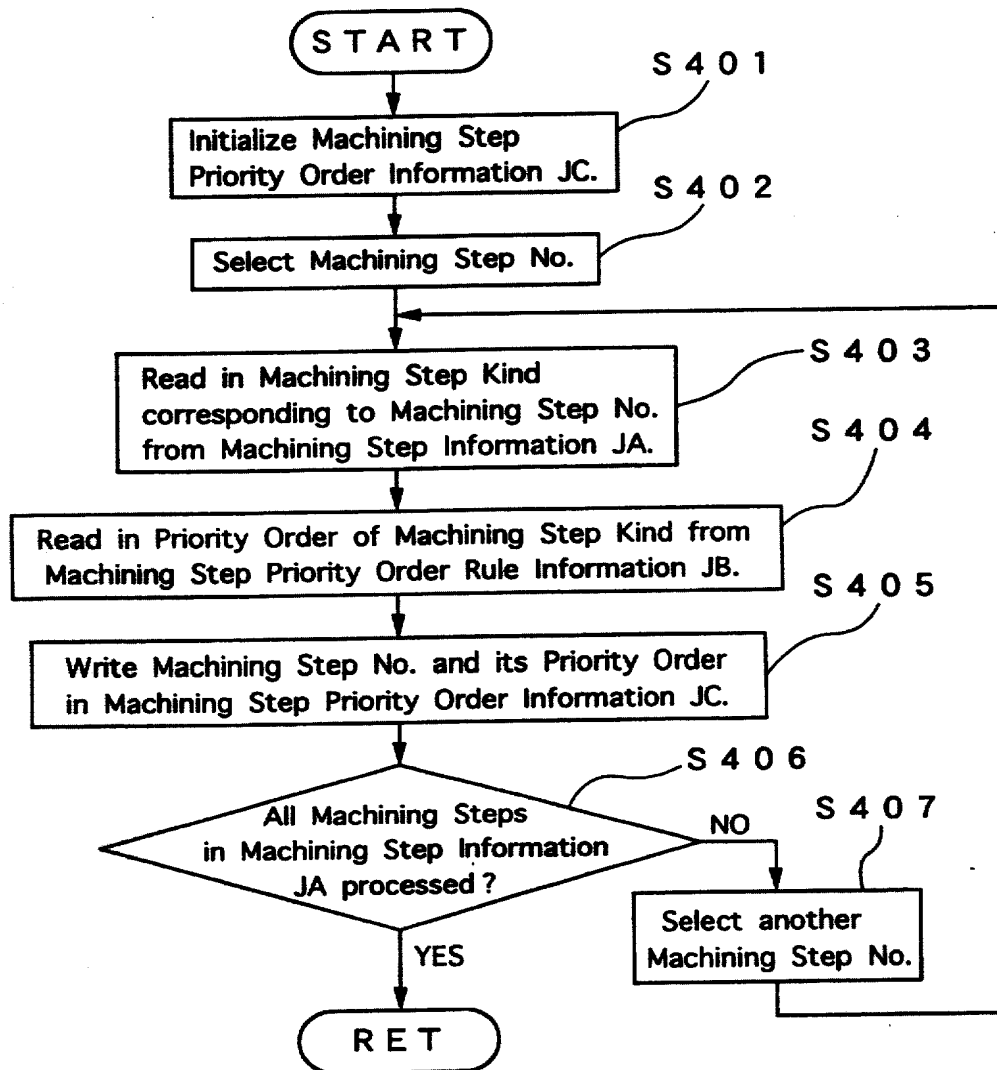 START
S401
Initialize Machining Step
Priority Order Information JC.
S402
Select Machining Step No.
S403
Read in Machining Step Kind
corresponding to Machining Step No.
from Machining Step Information JA.
S404
Read in Priority Order of Machining Step Kind from
Machining Step Priority Order Rule Information JB.
S405
Write Machining Step No. and its Priority Order
in Machining Step Priority Order Information JC.
S406
All Machining Steps
in Machining Step Information
JA processed?
NO
S407
Select another
Machining Step No.
YES
RET